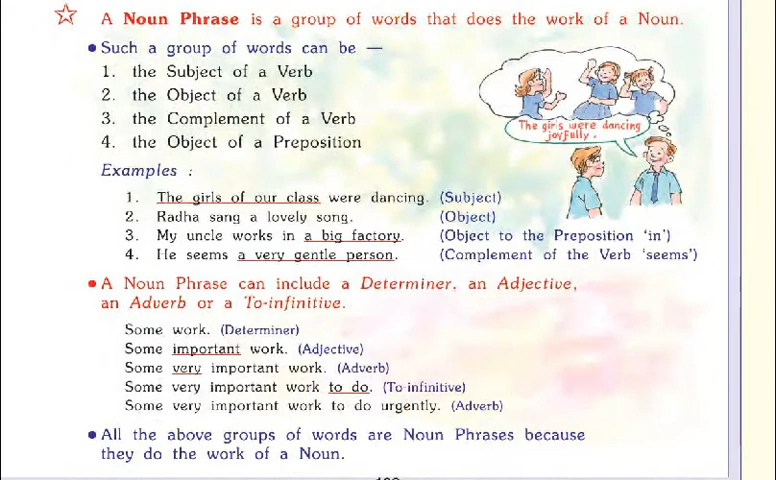 A Noun Phrase is a group of words that does the work of a Noun.
• Such a group of words can be —
1. the Subject of a Verb
2. the Object of a Verb
3. the Complement of a Verb
4. the Object of a Preposition
The girls were dancing
joyfully.
Examples :
1. The girls of our class were dancing. (Subject)
2. Radha sang a lovely song. (Object)
3. My uncle works in a big factory. (Object to the Preposition ‘in’)
4. He seems a very gentle person. (Complement of the Verb ‘seems’)
• A Noun Phrase can include a Determiner, an Adjective,
an Adverb or a To-infinitive.
Some work. (Determiner)
Some important work. (Adjective)
Some very important work. (Adverb)
Some very important work to do. (To-infinitive)
Some very important work to do urgently. (Adverb)
• All the above groups of words are Noun Phrases because
they do the work of a Noun.